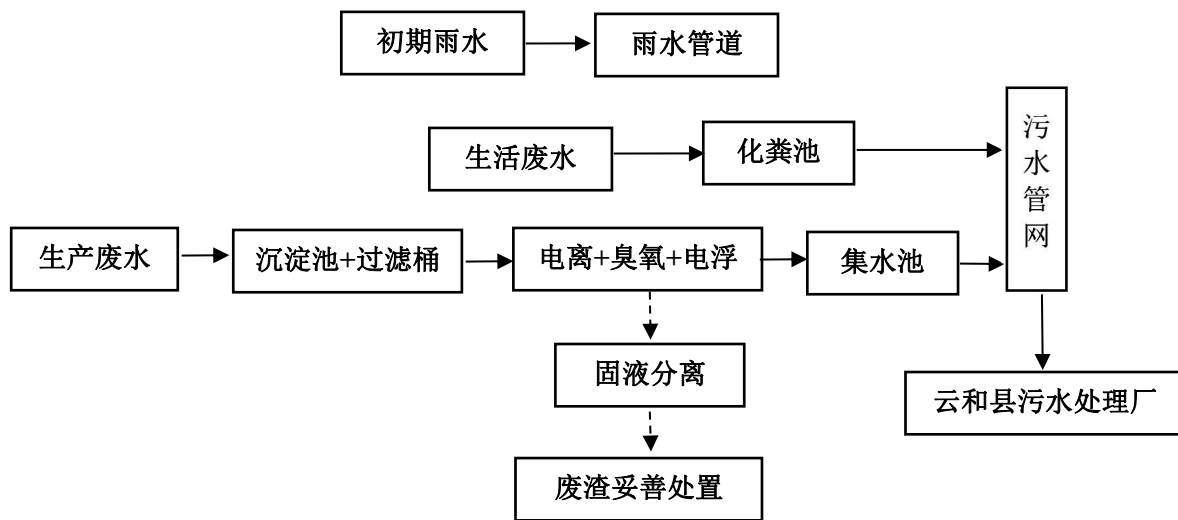 初期雨水
雨水管道
生活废水
化粪池
污水管网
生产废水
沉淀池+过滤桶
电离+臭氧+电浮
集水池
固液分离
云和县污水处理厂
废渣妥善处置